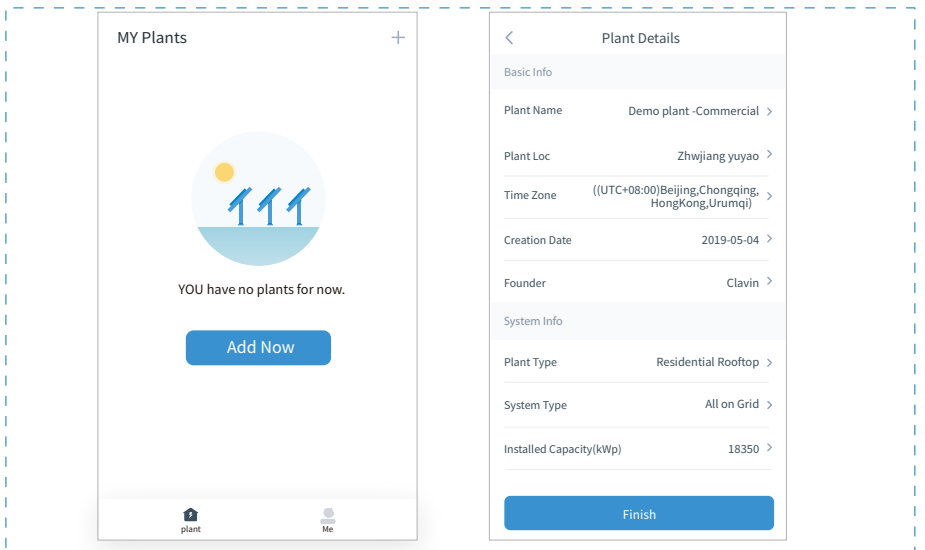 MY Plants
YOU have no plants for now.
Add Now
plant
Me
Plant Details
Basic Info
Plant Name
Demo plant -Commercial
Plant Loc
Zhwjiang yuyao
Time Zone
((UTC+08:00)Beijing,Chongqing,
HongKong,Urumqi)
Creation Date
2019-05-04
Founder
Clavin
System Info
Plant Type
Residential Rooftop
System Type
All on Grid
Installed Capacity(kWp)
18350
Finish